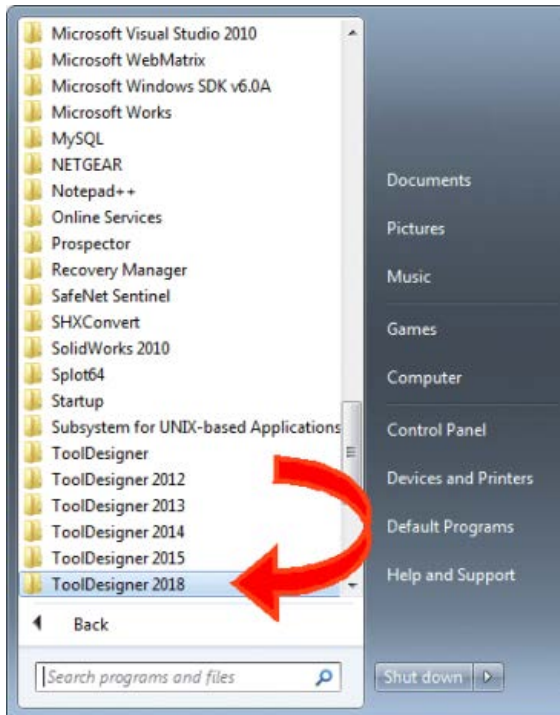 Microsoft Visual Studio 2010
Microsoft WebMatrix
Microsoft Windows SDK v6.0A
Microsoft Works
MySQL
NETGEAR
Notepad++
Online Services
Prospector
Recovery Manager
SafeNet Sentinel
SHXConvert
SolidWorks 2010
Splot64
Startup
Subsystem for UNIX-based Applications
ToolDesigner
ToolDesigner 2012
ToolDesigner 2013
ToolDesigner 2014
ToolDesigner 2015
ToolDesigner 2018
Back
Search programs and files
Documents
Pictures
Music
Games
Computer
Control Panel
Devices and Printers
Default Programs
Help and Support
Shut down